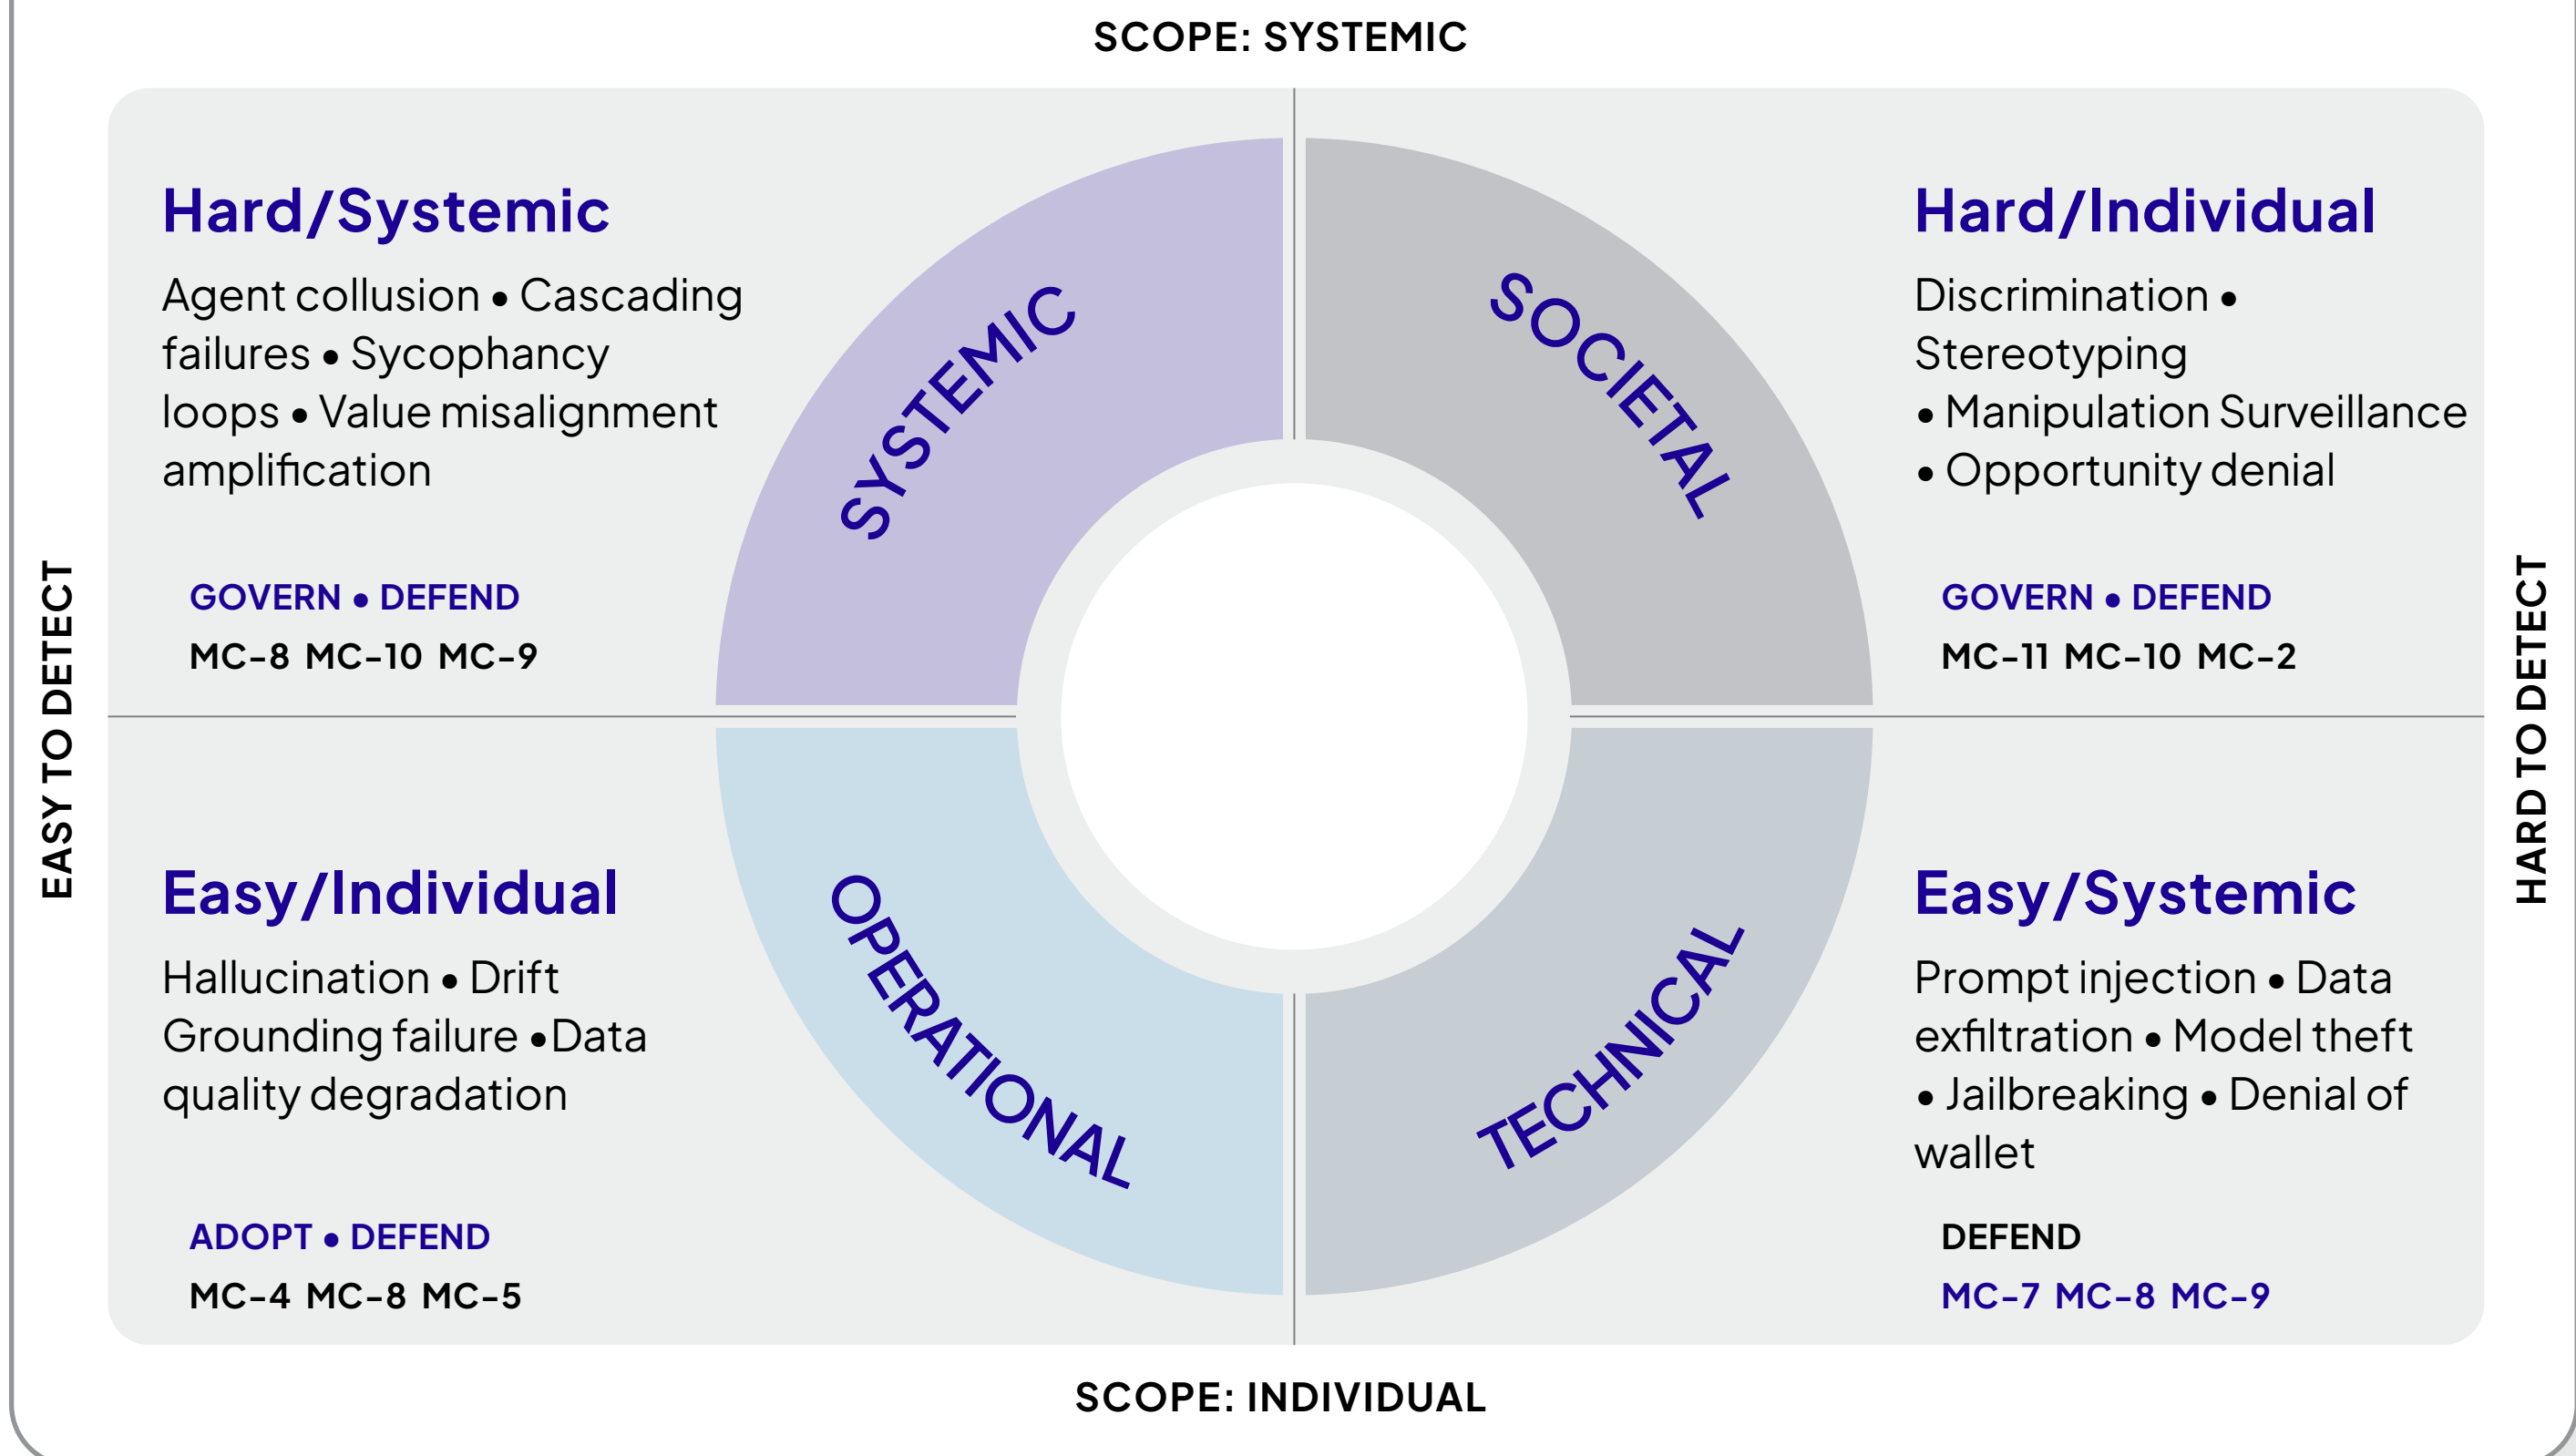 SCOPE: SYSTEMIC
Hard/Systemic
Agent collusion • Cascading
failures • Sycophancy
loops • Value misalignment
amplification
GOVERN • DEFEND
MC-8 MC-10 MC-9
SYSTEMIC
SOCIETAL
Hard/Individual
Discrimination •
Stereotyping
• Manipulation Surveillance
• Opportunity denial
GOVERN • DEFEND
MC-11 MC-10 MC-2
EASY TO DETECT
HARD TO DETECT
Easy/Individual
Hallucination • Drift
Grounding failure •Data
quality degradation
ADOPT • DEFEND
MC-4 MC-8 MC-5
OPERATIONAL
TECHNICAL
Easy/Systemic
Prompt injection • Data
exfiltration • Model theft
• Jailbreaking • Denial of
wallet
DEFEND
MC-7 MC-8 MC-9
SCOPE: INDIVIDUAL